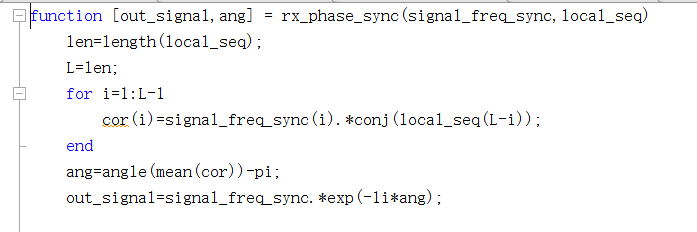 function [out_signal,ang] = rx_phase_sync(signal_freq_sync,local_seq)
len=length(local_seq);
L=len;
for i=1:L-1
cor(i)=signal_freq_sync(i).*conj(local_seq(L-i));
end
ang=angle(mean(cor))-pi;
out_signal=signal_freq_sync.*exp(-1i*ang);